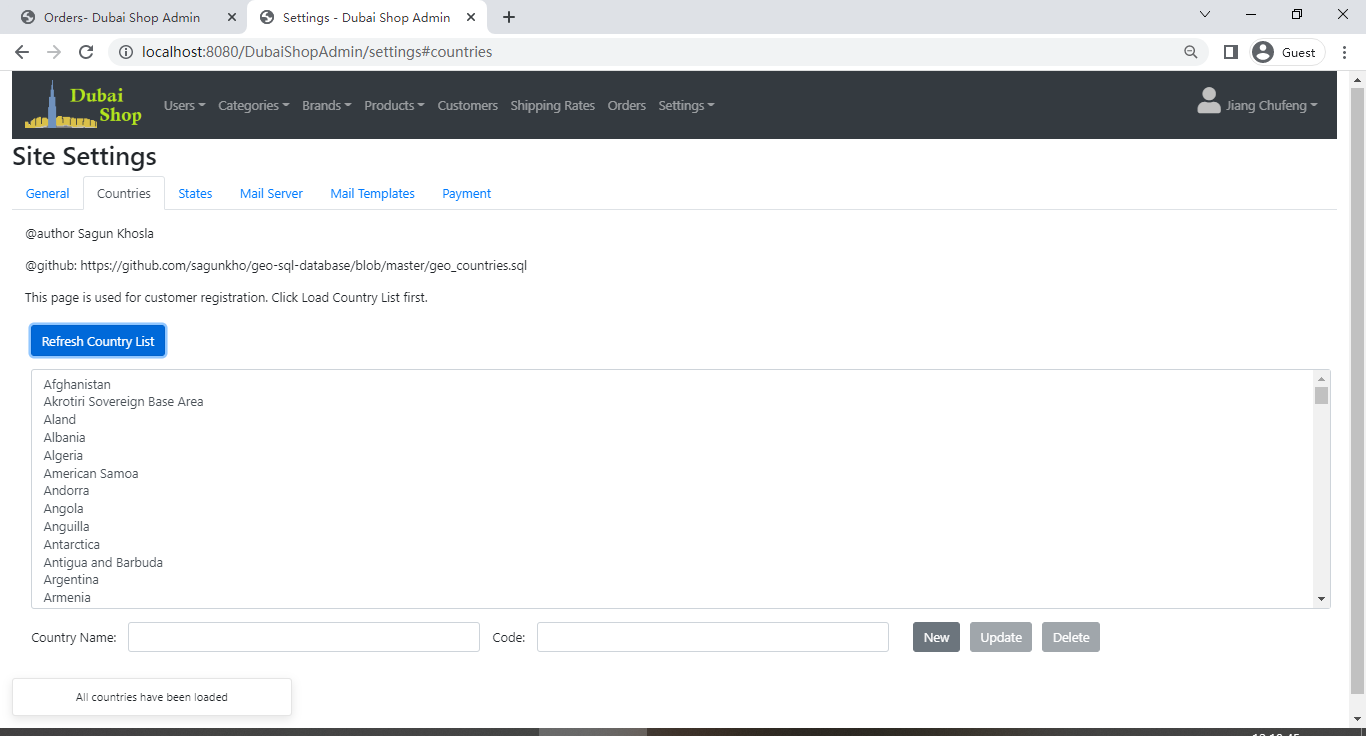 Orders- Dubai Shop Admin
Settings - Dubai Shop Admin
localhost:8080/DubaiShopAdmin/settings#countries
Guest
Dubai Shop
Users Categories Brands Products Customers Shipping Rates Orders Settings
Jiang Chufeng
Site Settings
General Countries States Mail Server Mail Templates Payment
@author Sagun Khosla
@github: https://github.com/sagunkho/geo-sql-database/blob/master/geo_countries.sql
This page is used for customer registration. Click Load Country List first.
Refresh Country List
Afghanistan
Akrotiri Sovereign Base Area
Aland
Albania
Algeria
American Samoa
Andorra
Angola
Anguilla
Antarctica
Antigua and Barbuda
Argentina
Armenia
Country Name: Code: New Update Delete
All countries have been loaded